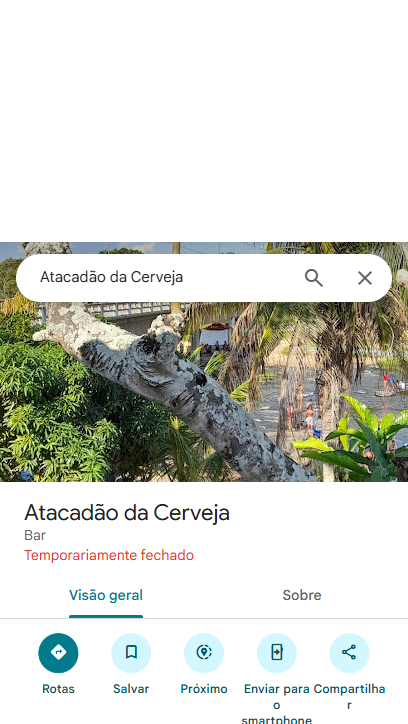 Atacadão da Cerveja
Atacadão da Cerveja
Bar
Temporariamente fechado
Visão geral
Sobre
Rotas
Salvar
Próximo
Enviar para o smartphone
Compartilhar